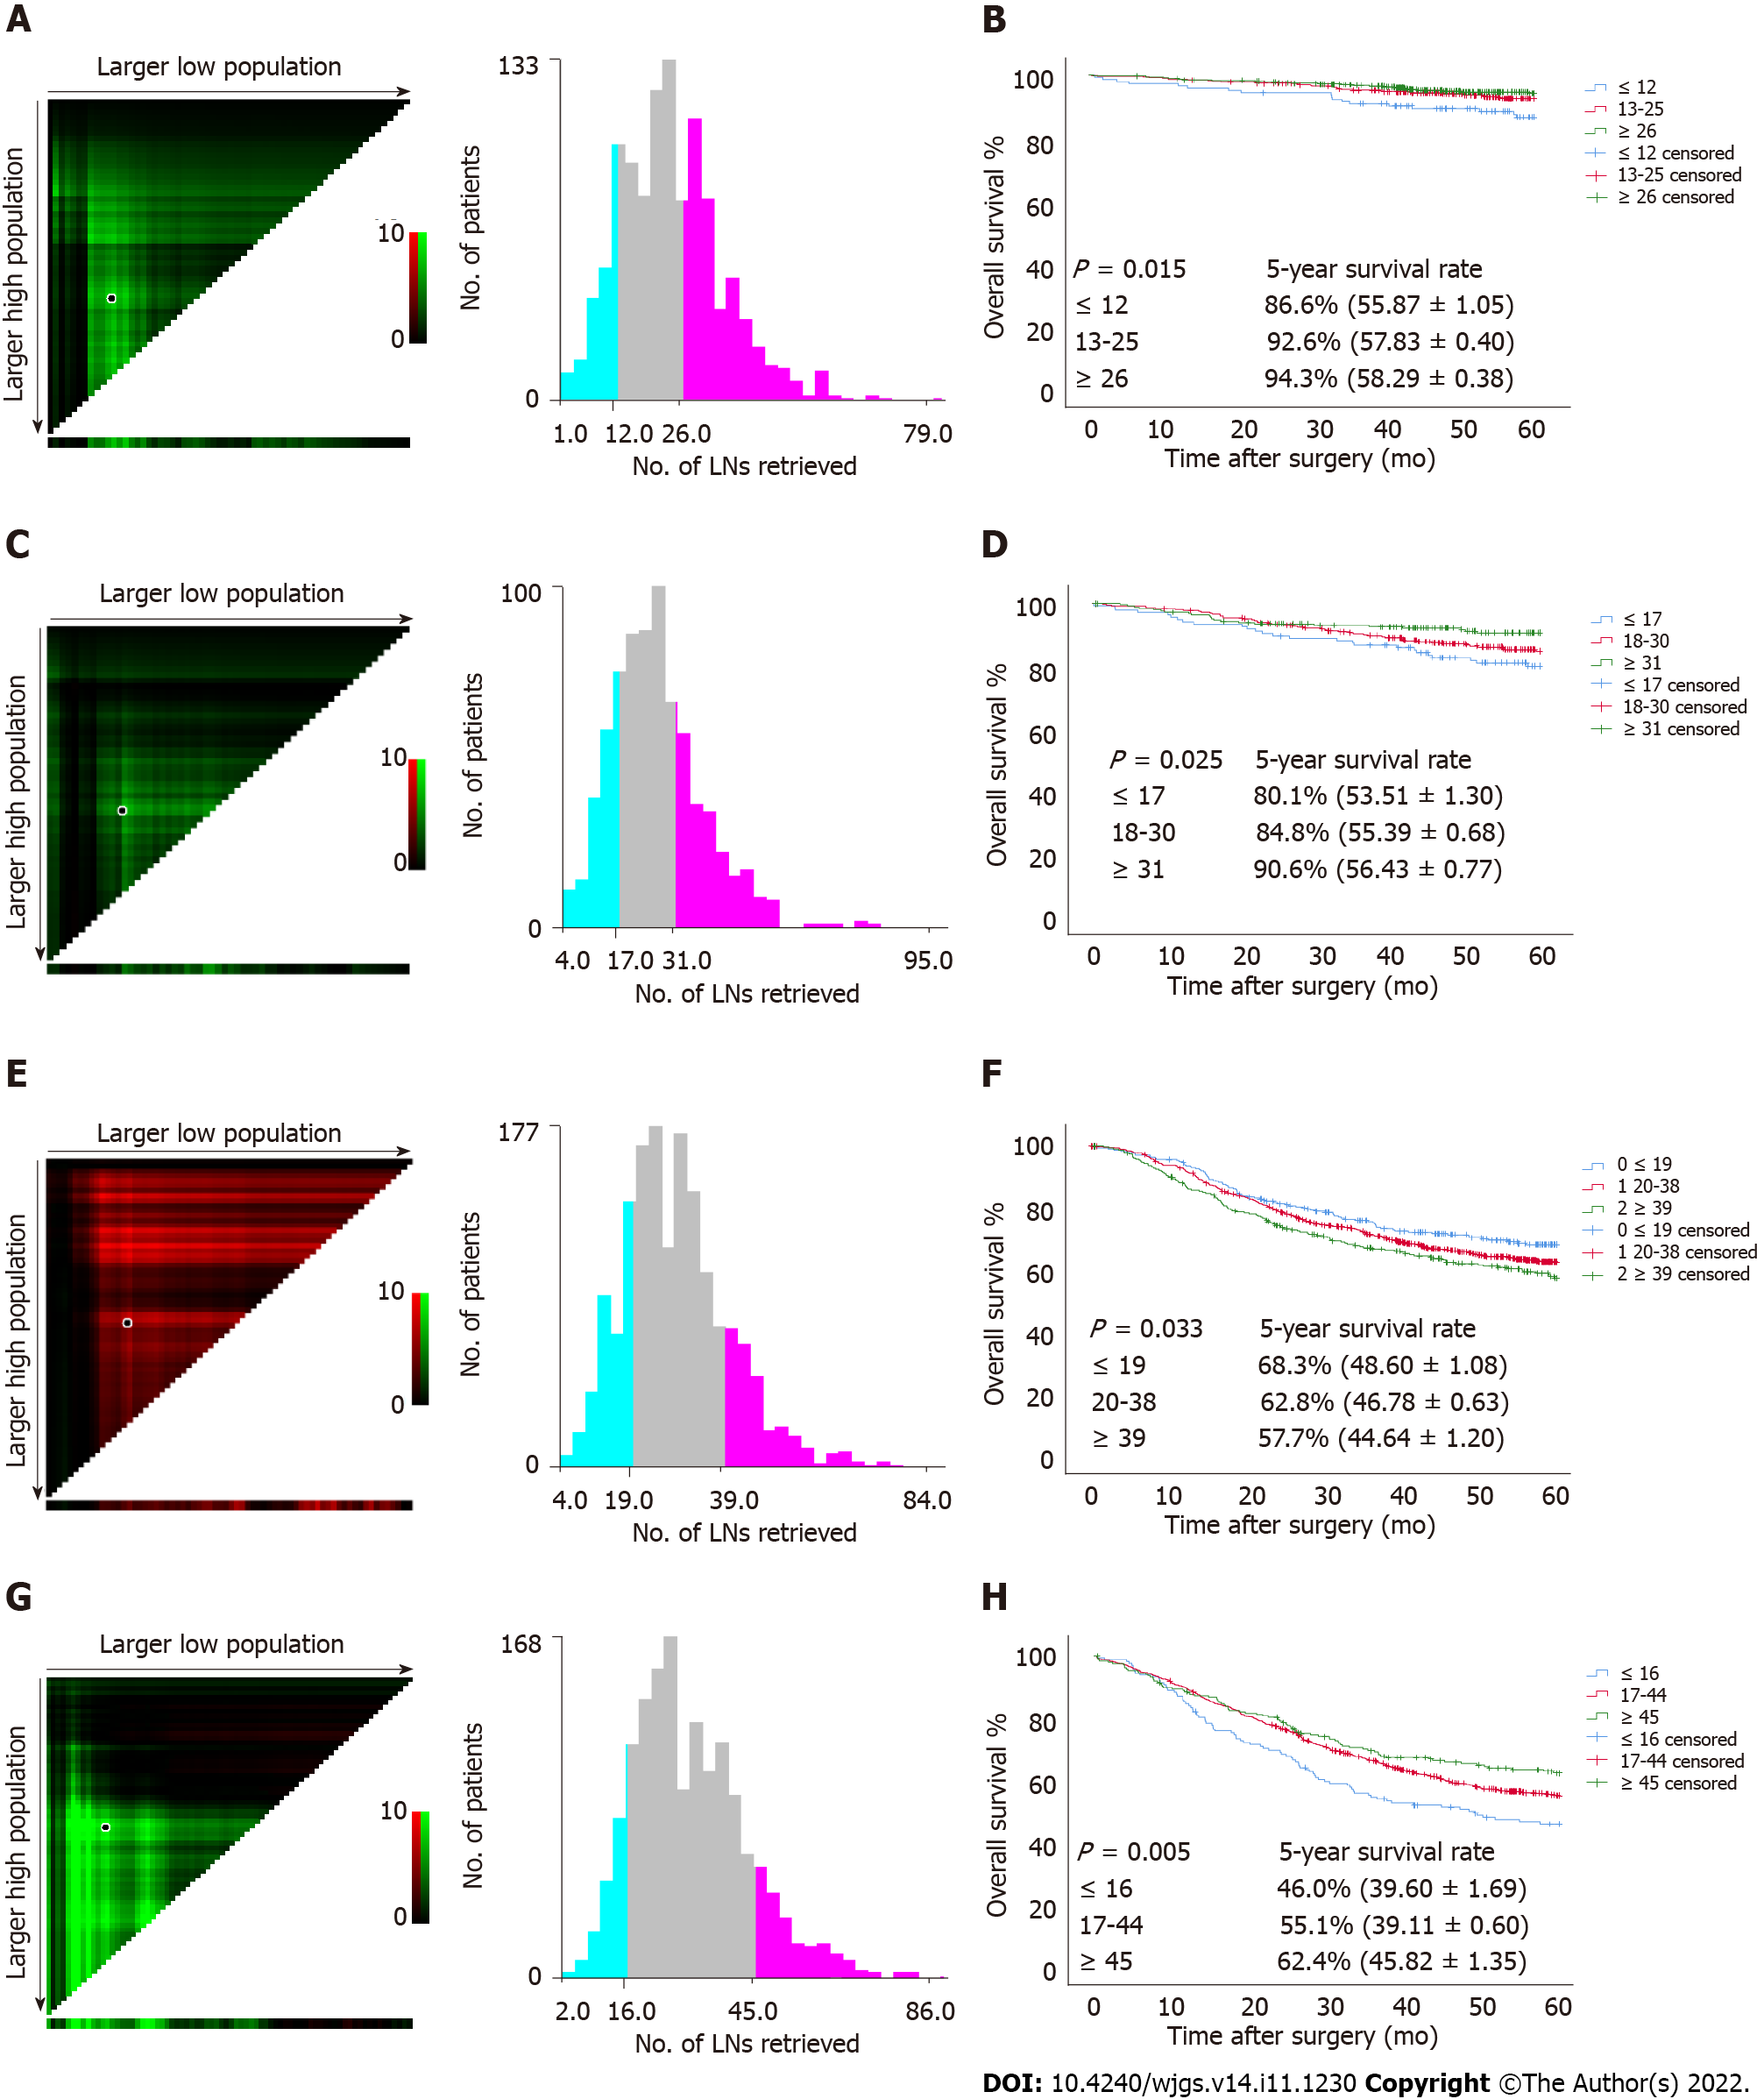 A
Larger low population
Larger high population
10
0
133
0
No. of patients
1.0 12.0 26.0 79.0
No. of LNs retrieved
B
Overall survival %
100
80
60
40
20
0
P = 0.015 5-year survival rate
≤ 12 86.6% (55.87 ± 1.05)
13-25 92.6% (57.83 ± 0.40)
≥ 26 94.3% (58.29 ± 0.38)
0 10 20 30 40 50 60
Time after surgery (mo)
≤ 12
13-25
≥ 26
≤ 12 censored
13-25 censored
≥ 26 censored
C
Larger low population
Larger high population
10
0
100
0
No. of patients
4.0 17.0 31.0 95.0
No. of LNs retrieved
D
Overall survival %
100
80
60
40
20
0
P = 0.025 5-year survival rate
≤ 17 80.1% (53.51 ± 1.30)
18-30 84.8% (55.39 ± 0.68)
≥ 31 90.6% (56.43 ± 0.77)
0 10 20 30 40 50 60
Time after surgery (mo)
≤ 17
18-30
≥ 31
≤ 17 censored
18-30 censored
≥ 31 censored
E
Larger low population
Larger high population
10
0
177
0
No. of patients
4.0 19.0 39.0 84.0
No. of LNs retrieved
F
Overall survival %
100
80
60
40
20
0
P = 0.033 5-year survival rate
≤ 19 68.3% (48.60 ± 1.08)
20-38 62.8% (46.78 ± 0.63)
≥ 39 57.7% (44.64 ± 1.20)
0 10 20 30 40 50 60
Time after surgery (mo)
0 ≤ 19
1 20-38
2 ≥ 39
0 ≤ 19 censored
1 20-38 censored
2 ≥ 39 censored
G
Larger low population
Larger high population
10
0
168
0
No. of patients
2.0 16.0 45.0 86.0
No. of LNs retrieved
H
Overall survival %
100
80
60
40
20
0
P = 0.005 5-year survival rate
≤ 16 46.0% (39.60 ± 1.69)
17-44 55.1% (39.11 ± 0.60)
≥ 45 62.4% (45.82 ± 1.35)
0 10 20 30 40 50 60
Time after surgery (mo)
≤ 16
17-44
≥ 45
≤ 16 censored
17-44 censored
≥ 45 censored
DOI: 10.4240/wjgs.v14.i11.1230 Copyright ©The Author(s) 2022.